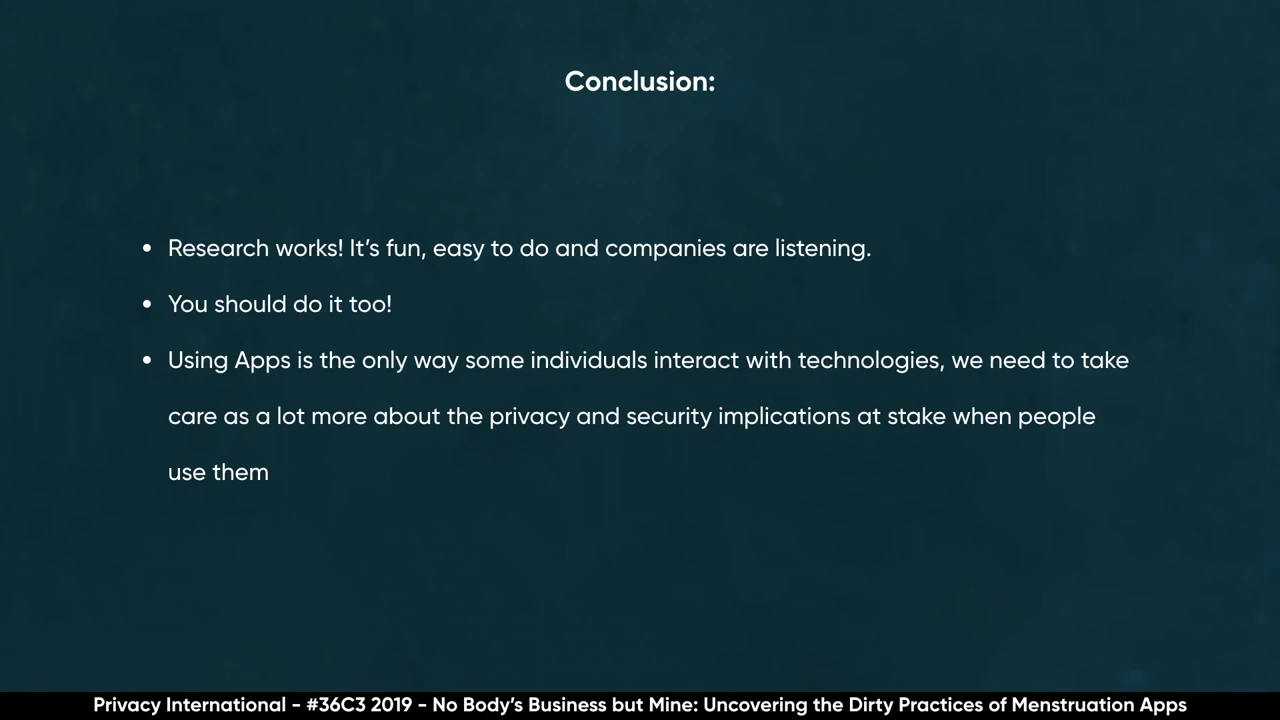 Conclusion:
• Research works! It’s fun, easy to do and companies are listening.
• You should do it too!
• Using Apps is the only way some individuals interact with technologies, we need to take
care as a lot more about the privacy and security implications at stake when people
use them
Privacy International - #36C3 2019 - No Body’s Business but Mine: Uncovering the Dirty Practices of Menstruation Apps